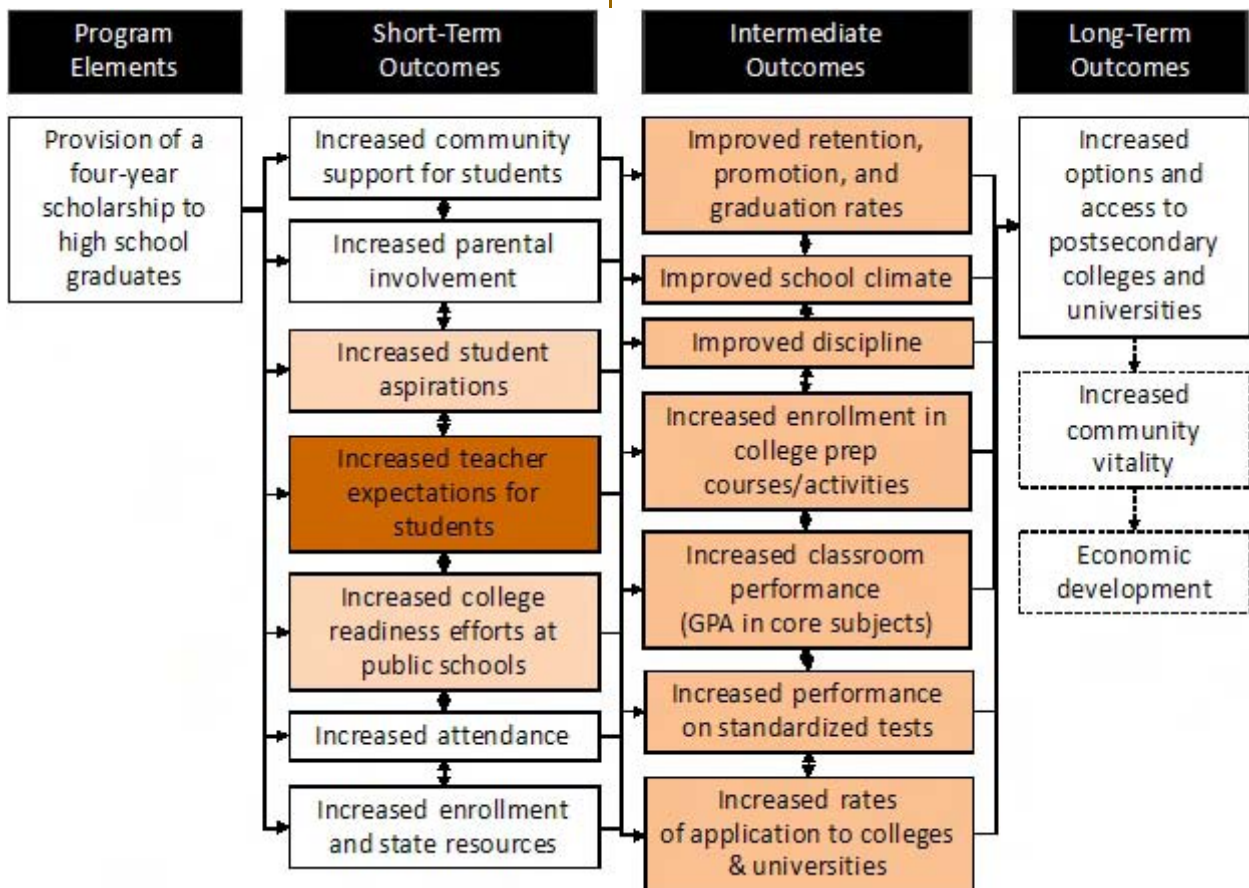 Program
Elements
Short-Term
Outcomes
Intermediate
Outcomes
Long-Term
Outcomes
Provision of a
four-year
scholarship to
high school
graduates
Increased community
support for students
Increased parental
involvement
Increased student
aspirations
Increased teacher
expectations for
students
Increased college
readiness efforts at
public schools
Increased attendance
Increased enrollment
and state resources
Improved retention,
promotion, and
graduation rates
Improved school climate
Improved discipline
Increased enrollment in
college prep
courses/activities
Increased classroom
performance
(GPA in core subjects)
Increased performance
on standardized tests
Increased rates
of application to colleges
& universities
Increased
options and
access to
postsecondary
colleges and
universities
Increased
community
vitality
Economic
development